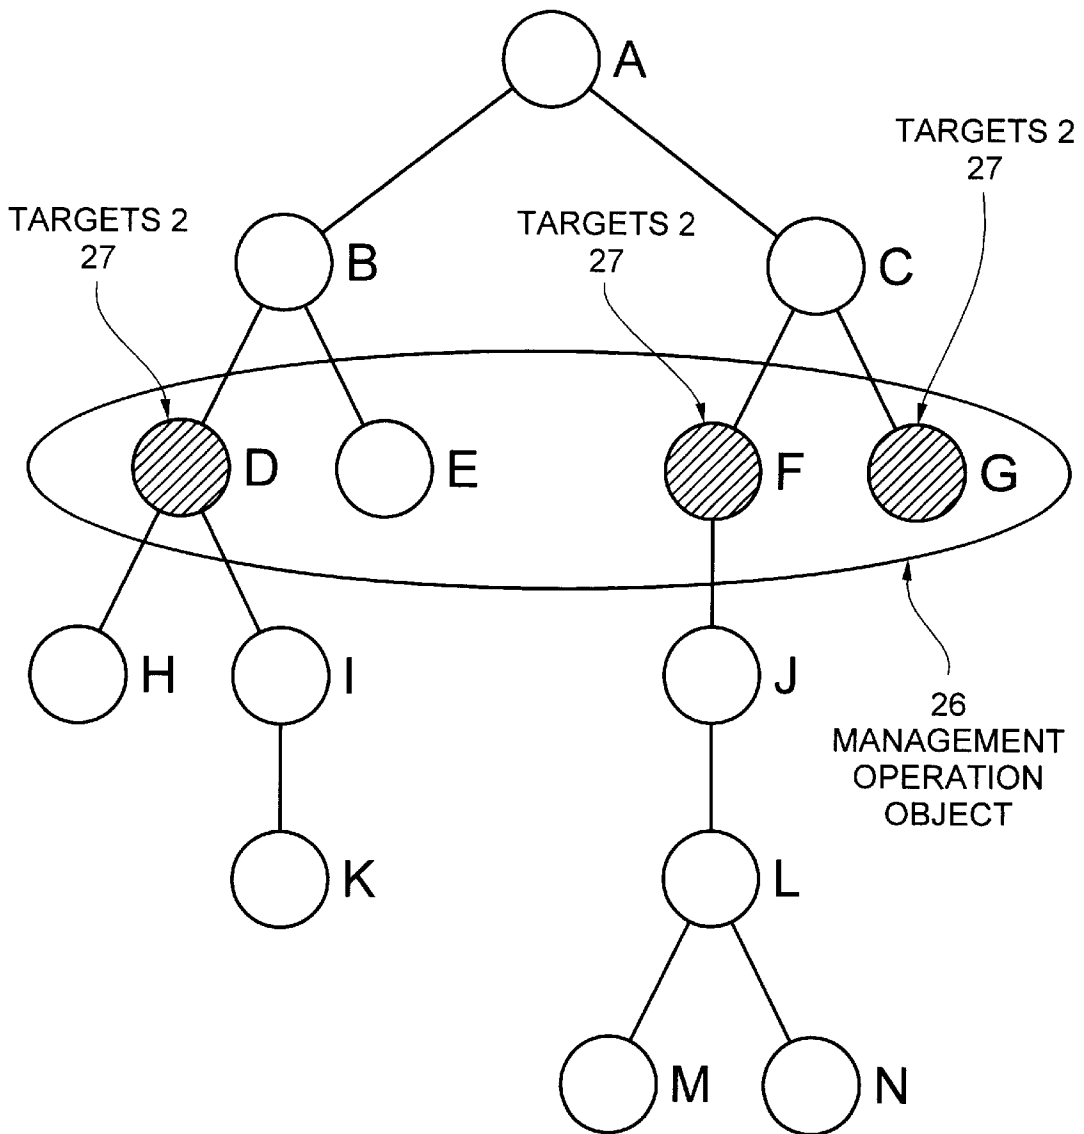 A
TARGETS 2
27
TARGETS 2
27
TARGETS 2
27
B
C
D
E
F
G
H
I
J
26
MANAGEMENT
OPERATION
OBJECT
K
L
M
N